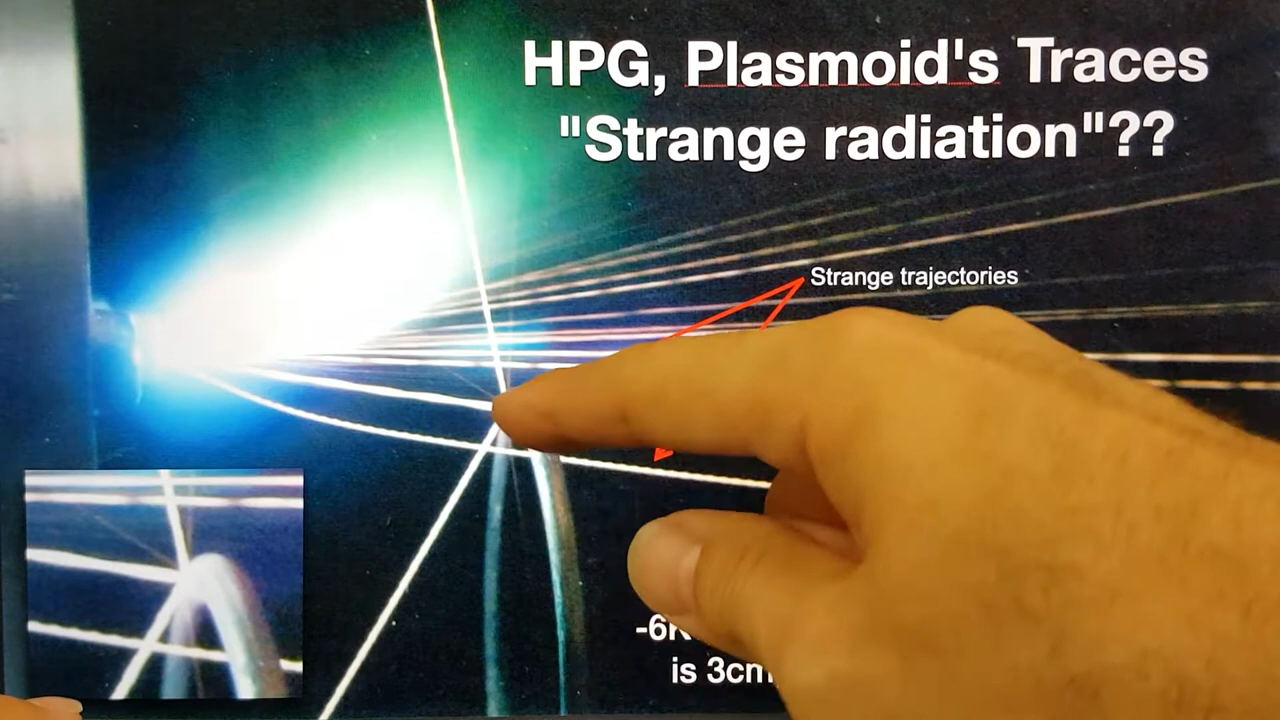 HPG, Plasmoid's Traces
"Strange radiation"??
Strange trajectories
is 3cm